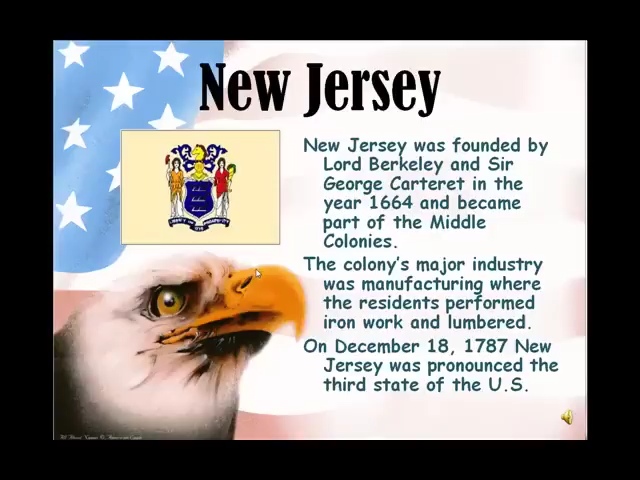 New Jersey
New Jersey was founded by
Lord Berkeley and Sir
George Carteret in the
year 1664 and became
part of the Middle
Colonies.
The colony's major industry
was manufacturing where
the residents performed
iron work and lumbered.
On December 18, 1787 New
Jersey was pronounced the
third state of the U.S.